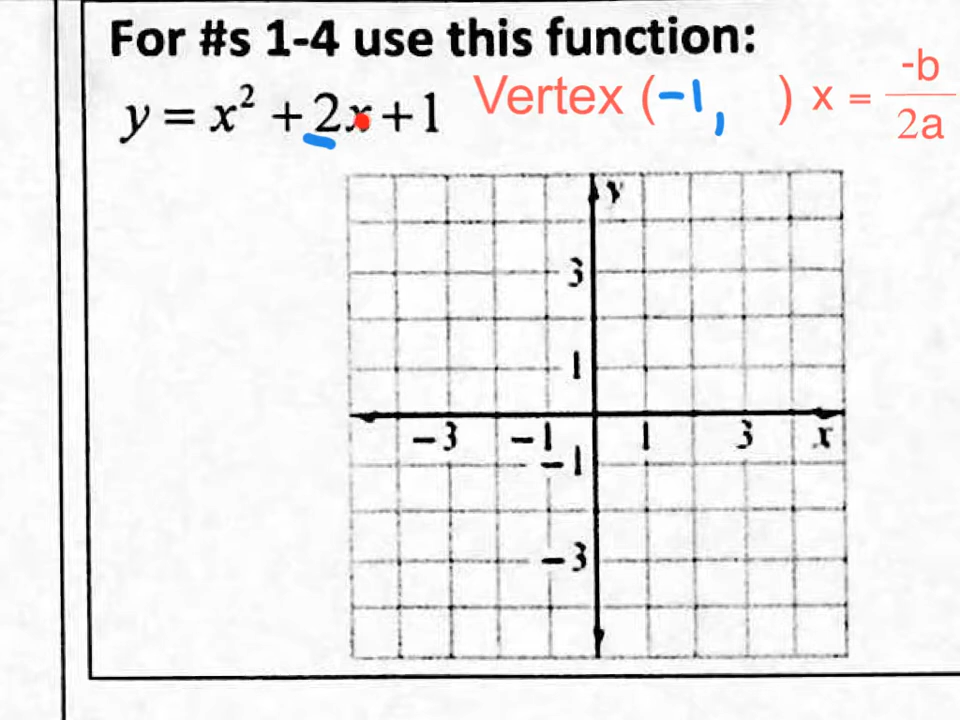 For #s 1-4 use this function:
y = x² + 2x + 1 Vertex (-1, ) x = -b/2a
y
3
1
-3 -1 1 3 x
-1
-3